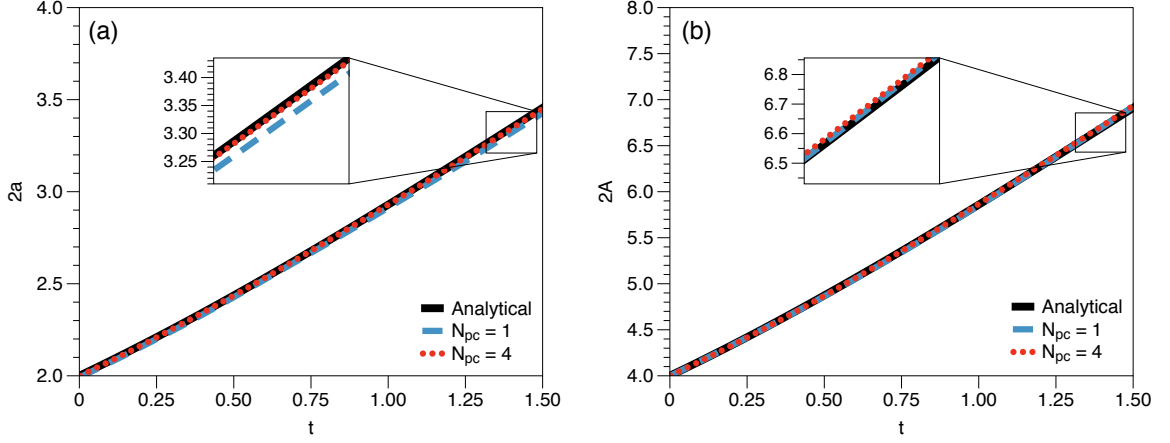 (a)
4.0
3.5
3.0
2.5
2.0
2a
3.40
3.35
3.30
3.25
Analytical
N_pc = 1
N_pc = 4
0 0.25 0.50 0.75 1.00 1.25 1.50
t
(b)
8.0
7.5
7.0
6.5
6.0
5.5
5.0
4.5
4.0
2A
6.8
6.7
6.6
6.5
Analytical
N_pc = 1
N_pc = 4
0 0.25 0.50 0.75 1.00 1.25 1.50
t